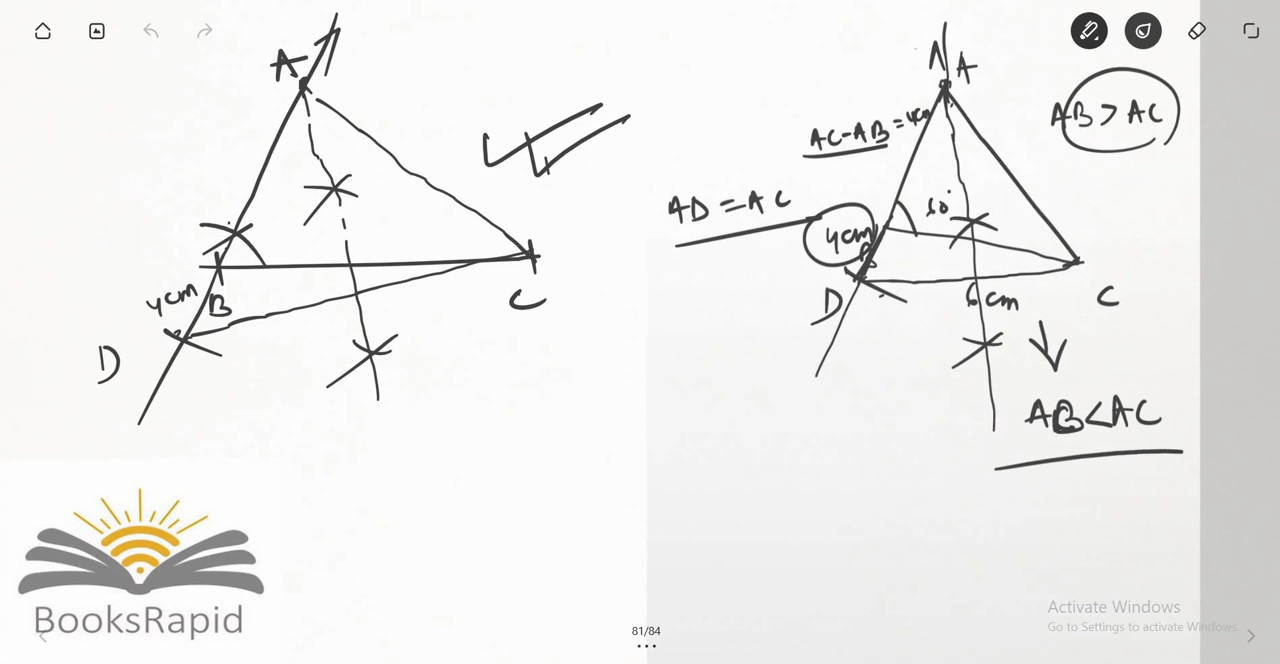 A
4cm B
C
D
BooksRapid
A
AB > AC
AC-AB = 4cm
AD = AC
60°
4cm
B
D
6cm
C
AB < AC
81/84
Activate Windows
Go to Settings to activate Windows.